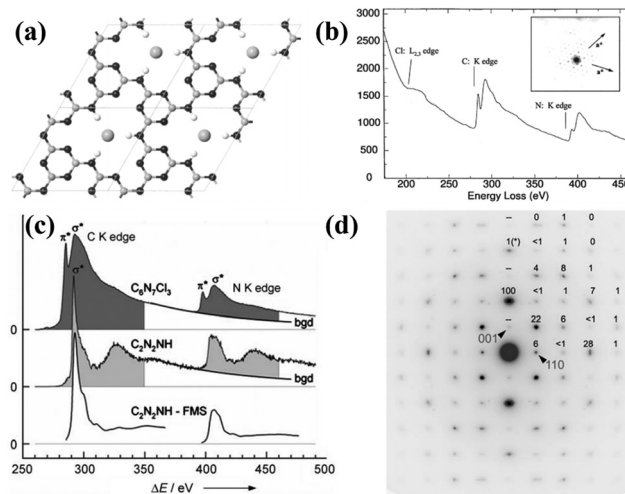 (a)
(b)
3000
2500
2000
1500
1000
500
0
Cl: L2,3 edge
C: K edge
N: K edge
a*
200 250 300 350 400 450
Energy Loss (eV)
(c)
π* σ* C K edge
σ*
C6N7Cl3
π* σ* N K edge
bgd
0
C2N2NH
bgd
0
C2N2NH - FMS
0
300 350 400 450 500
ΔE / eV
(d)
– 0 1 0
1(*) <1 1 0
– 4 8 1
100 <1 1 7 1
– 22 6 <1 1
001
6 <1 28 1
110